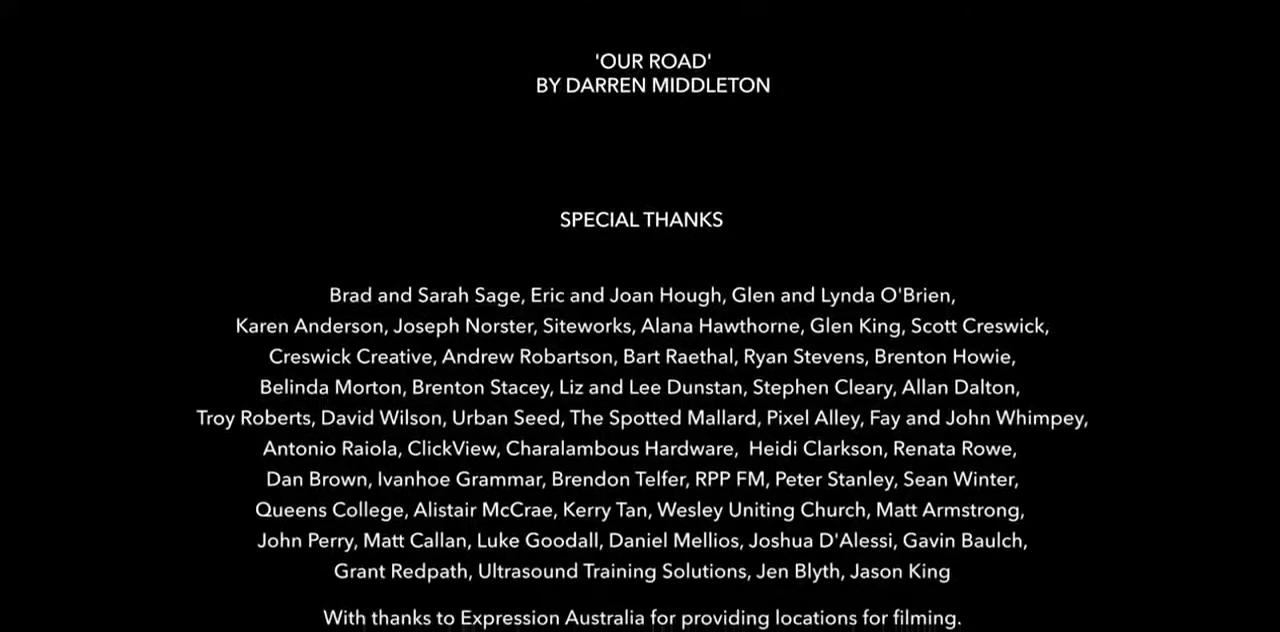 'OUR ROAD'
BY DARREN MIDDLETON
SPECIAL THANKS
Brad and Sarah Sage, Eric and Joan Hough, Glen and Lynda O'Brien,
Karen Anderson, Joseph Norster, Siteworks, Alana Hawthorne, Glen King, Scott Creswick,
Creswick Creative, Andrew Robartson, Bart Raethal, Ryan Stevens, Brenton Howie,
Belinda Morton, Brenton Stacey, Liz and Lee Dunstan, Stephen Cleary, Allan Dalton,
Troy Roberts, David Wilson, Urban Seed, The Spotted Mallard, Pixel Alley, Fay and John Whimpey,
Antonio Raiola, ClickView, Charalambous Hardware,  Heidi Clarkson, Renata Rowe,
Dan Brown, Ivanhoe Grammar, Brendon Telfer, RPP FM, Peter Stanley, Sean Winter,
Queens College, Alistair McCrae, Kerry Tan, Wesley Uniting Church, Matt Armstrong,
John Perry, Matt Callan, Luke Goodall, Daniel Mellios, Joshua D'Alessi, Gavin Baulch,
Grant Redpath, Ultrasound Training Solutions, Jen Blyth, Jason King
With thanks to Expression Australia for providing locations for filming.